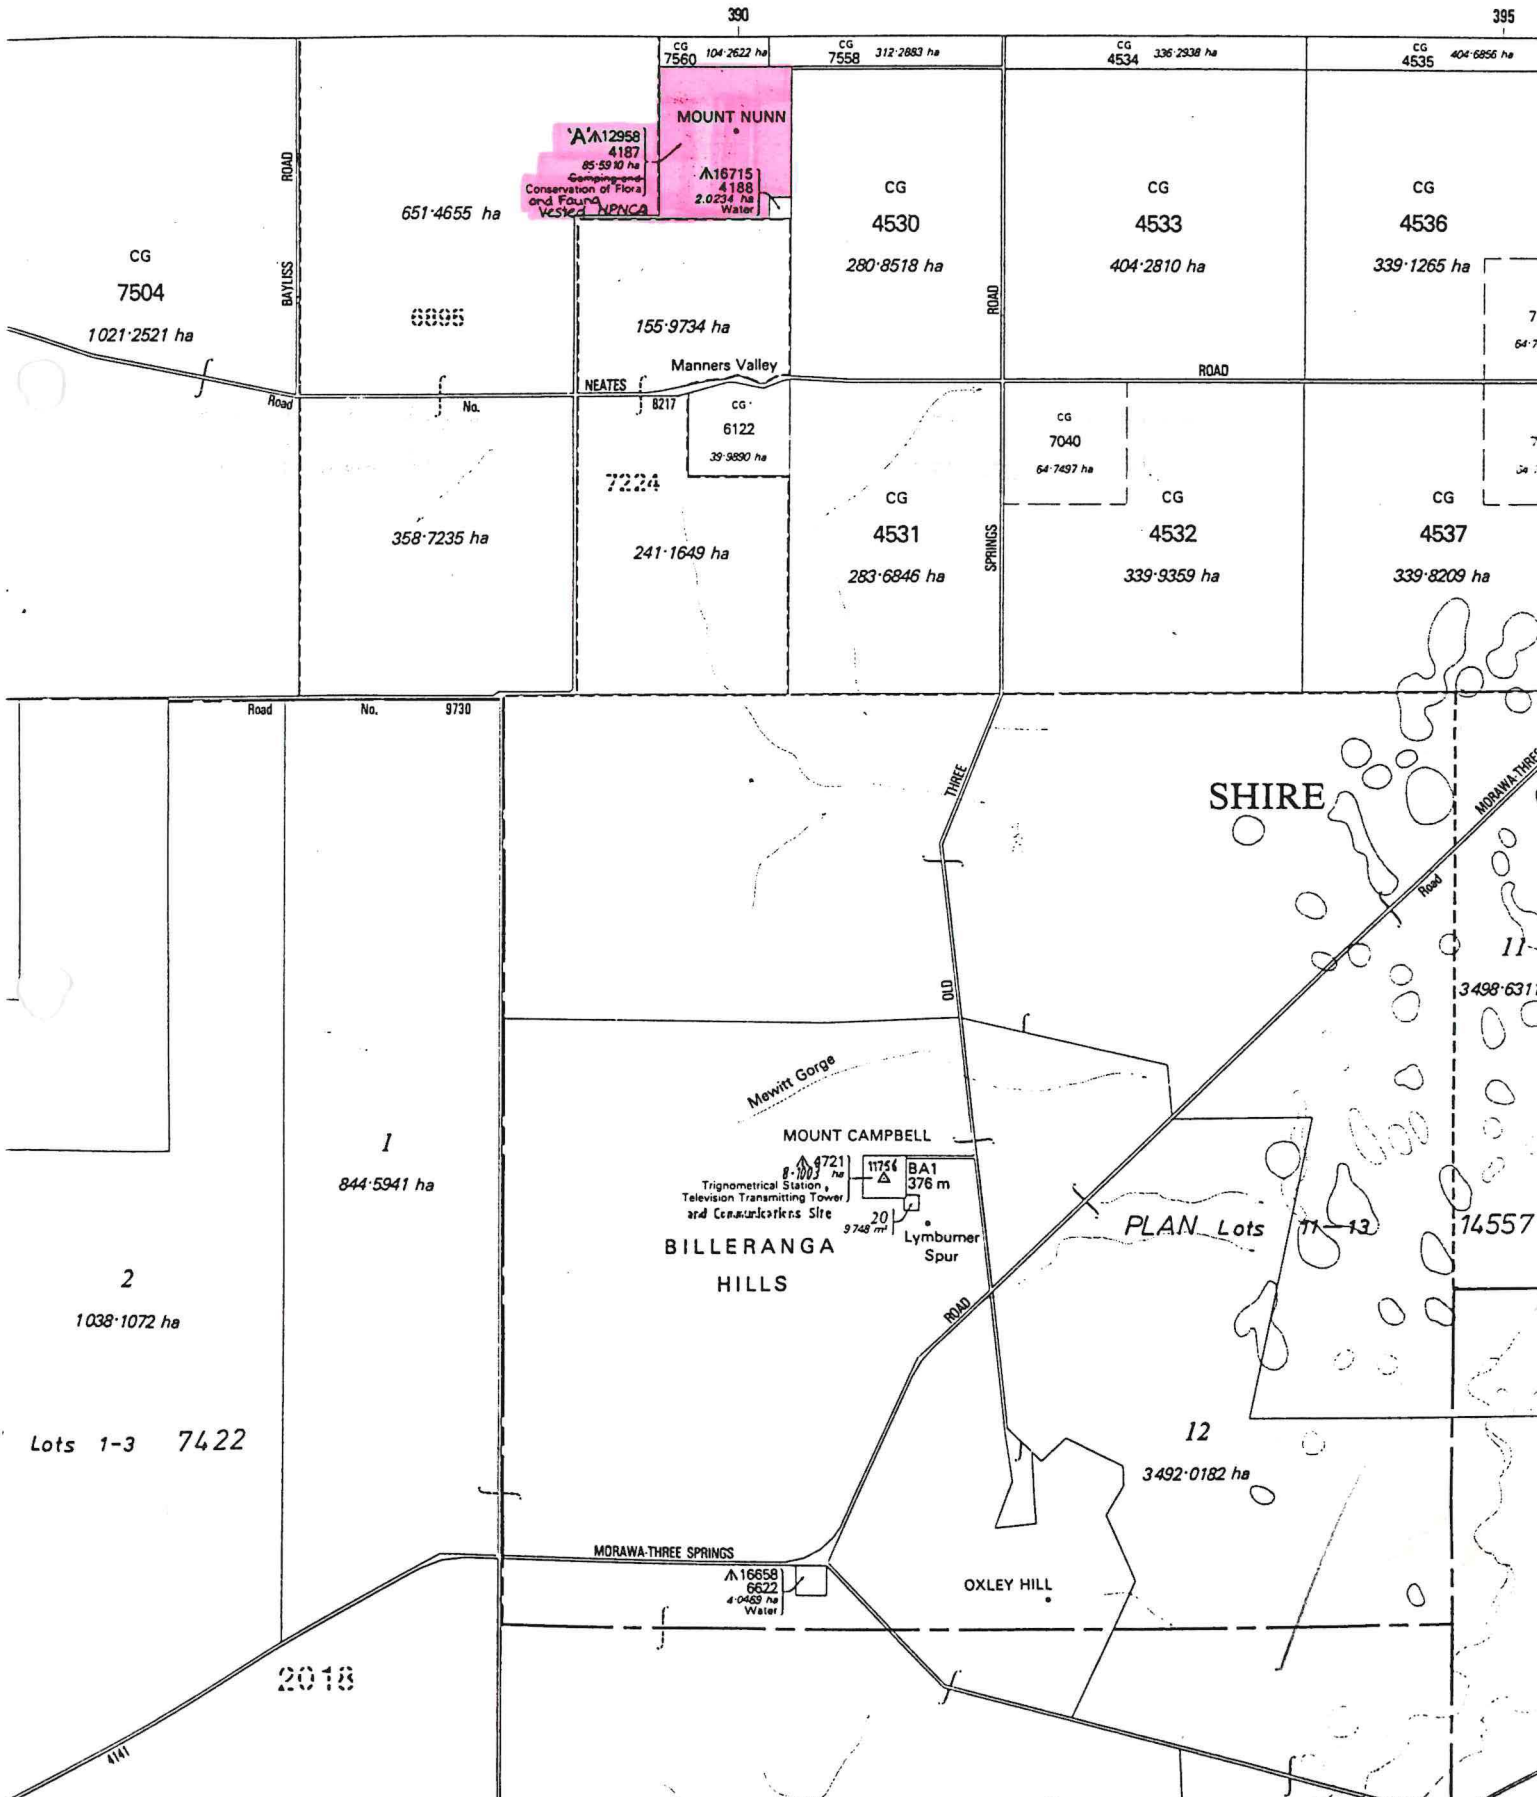 390
395
CG
7560
104·2622 ha
CG
7558
312·2883 ha
CG
4534
336·2938 ha
CG
4535
404·6856 ha
MOUNT NUNN
'A' 12958
4187
85·5910 ha
Camping and
Conservation of Flora
and Fauna
Vested NPNCA
16715
4188
2.0234 ha
Water
ROAD
BAYLISS
651·4655 ha
CG
7504
1021·2521 ha
6895
155·9734 ha
CG
4530
280·8518 ha
ROAD
CG
4533
404·2810 ha
CG
4536
339·1265 ha
7
64·7
Manners Valley
NEATES
ROAD
Road
No.
8217
CG
6122
39·9890 ha
CG
7040
64·7497 ha
7
7224
358·7235 ha
241·1649 ha
CG
4531
283·6846 ha
SPRINGS
CG
4532
339·9359 ha
CG
4537
339·8209 ha
Road
No.
9730
THREE
SHIRE
MORAWA-THREE
Road
11
3498·6311
OLD
Mewitt Gorge
MOUNT CAMPBELL
4721
8·1003 ha
Trignometrical Station,
Television Transmitting Tower
and Communications Site
11756
BA1
376 m
20
9748 m²
Lymburner
Spur
BILLERANGA
HILLS
1
844·5941 ha
PLAN Lots 11-13
14557
2
1038·1072 ha
ROAD
Lots 1-3 7422
12
3492·0182 ha
MORAWA-THREE SPRINGS
16658
6622
4·0469 ha
Water
OXLEY HILL
2018
4141